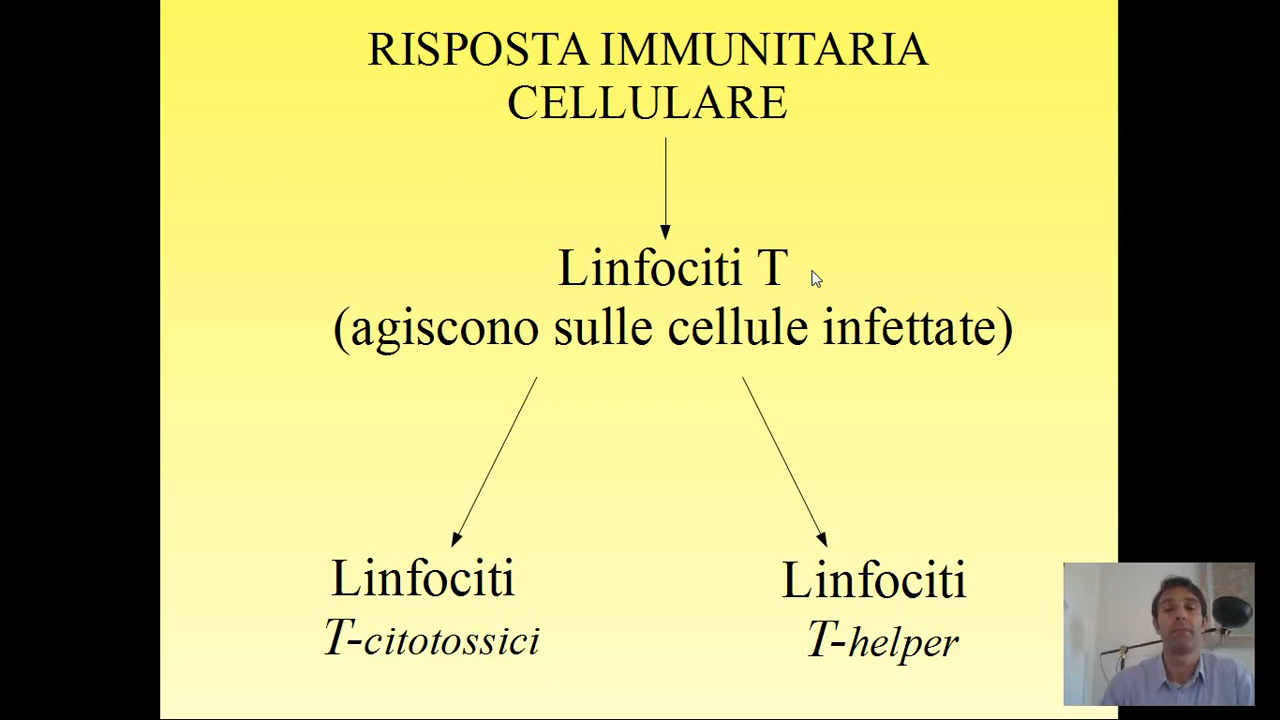 RISPOSTA IMMUNITARIA
CELLULARE
Linfociti T
(agiscono sulle cellule infettate)
Linfociti
T-citotossici
Linfociti
T-helper